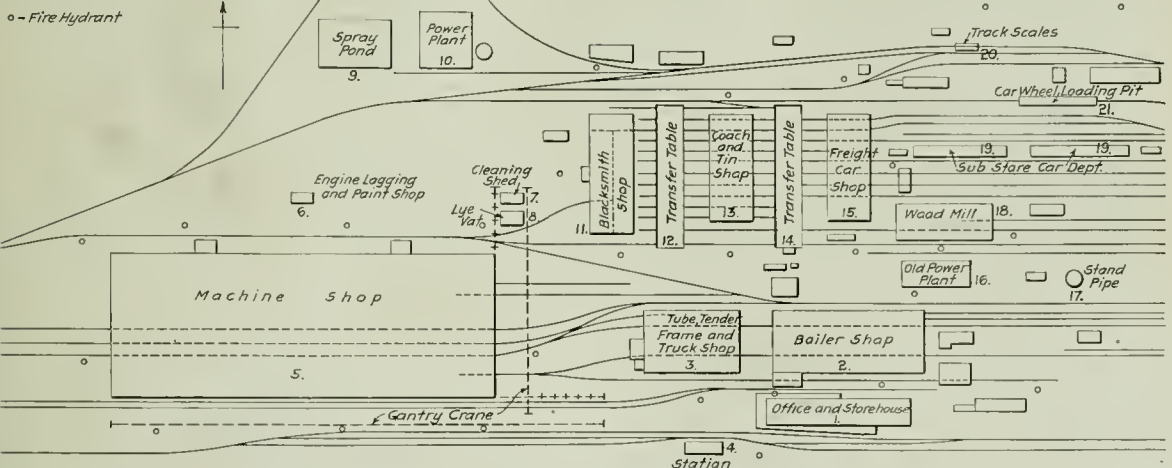 o - Fire Hydrant
Spray
Pond
9.
Power
Plant
10.
Track Scales
20.
Car Wheel Loading Pit
21.
Engine Lagging
and Paint Shop
6.
Cleaning
Shed
7.
Lye
Vat
8.
Blacksmith
Shop
11.
Transfer Table
12.
Coach
and
Tin
Shop
13.
Transfer Table
14.
Freight
Car
Shop
15.
19.
19.
Sub Store Car Dept.
Wood Mill
18.
Old Power
Plant
16.
Stand
Pipe
17.
Machine Shop
5.
Tube, Tender
Frame and
Truck Shop
3.
Boiler Shop
2.
Gantry Crane
Office and Storehouse
1.
4.
Station